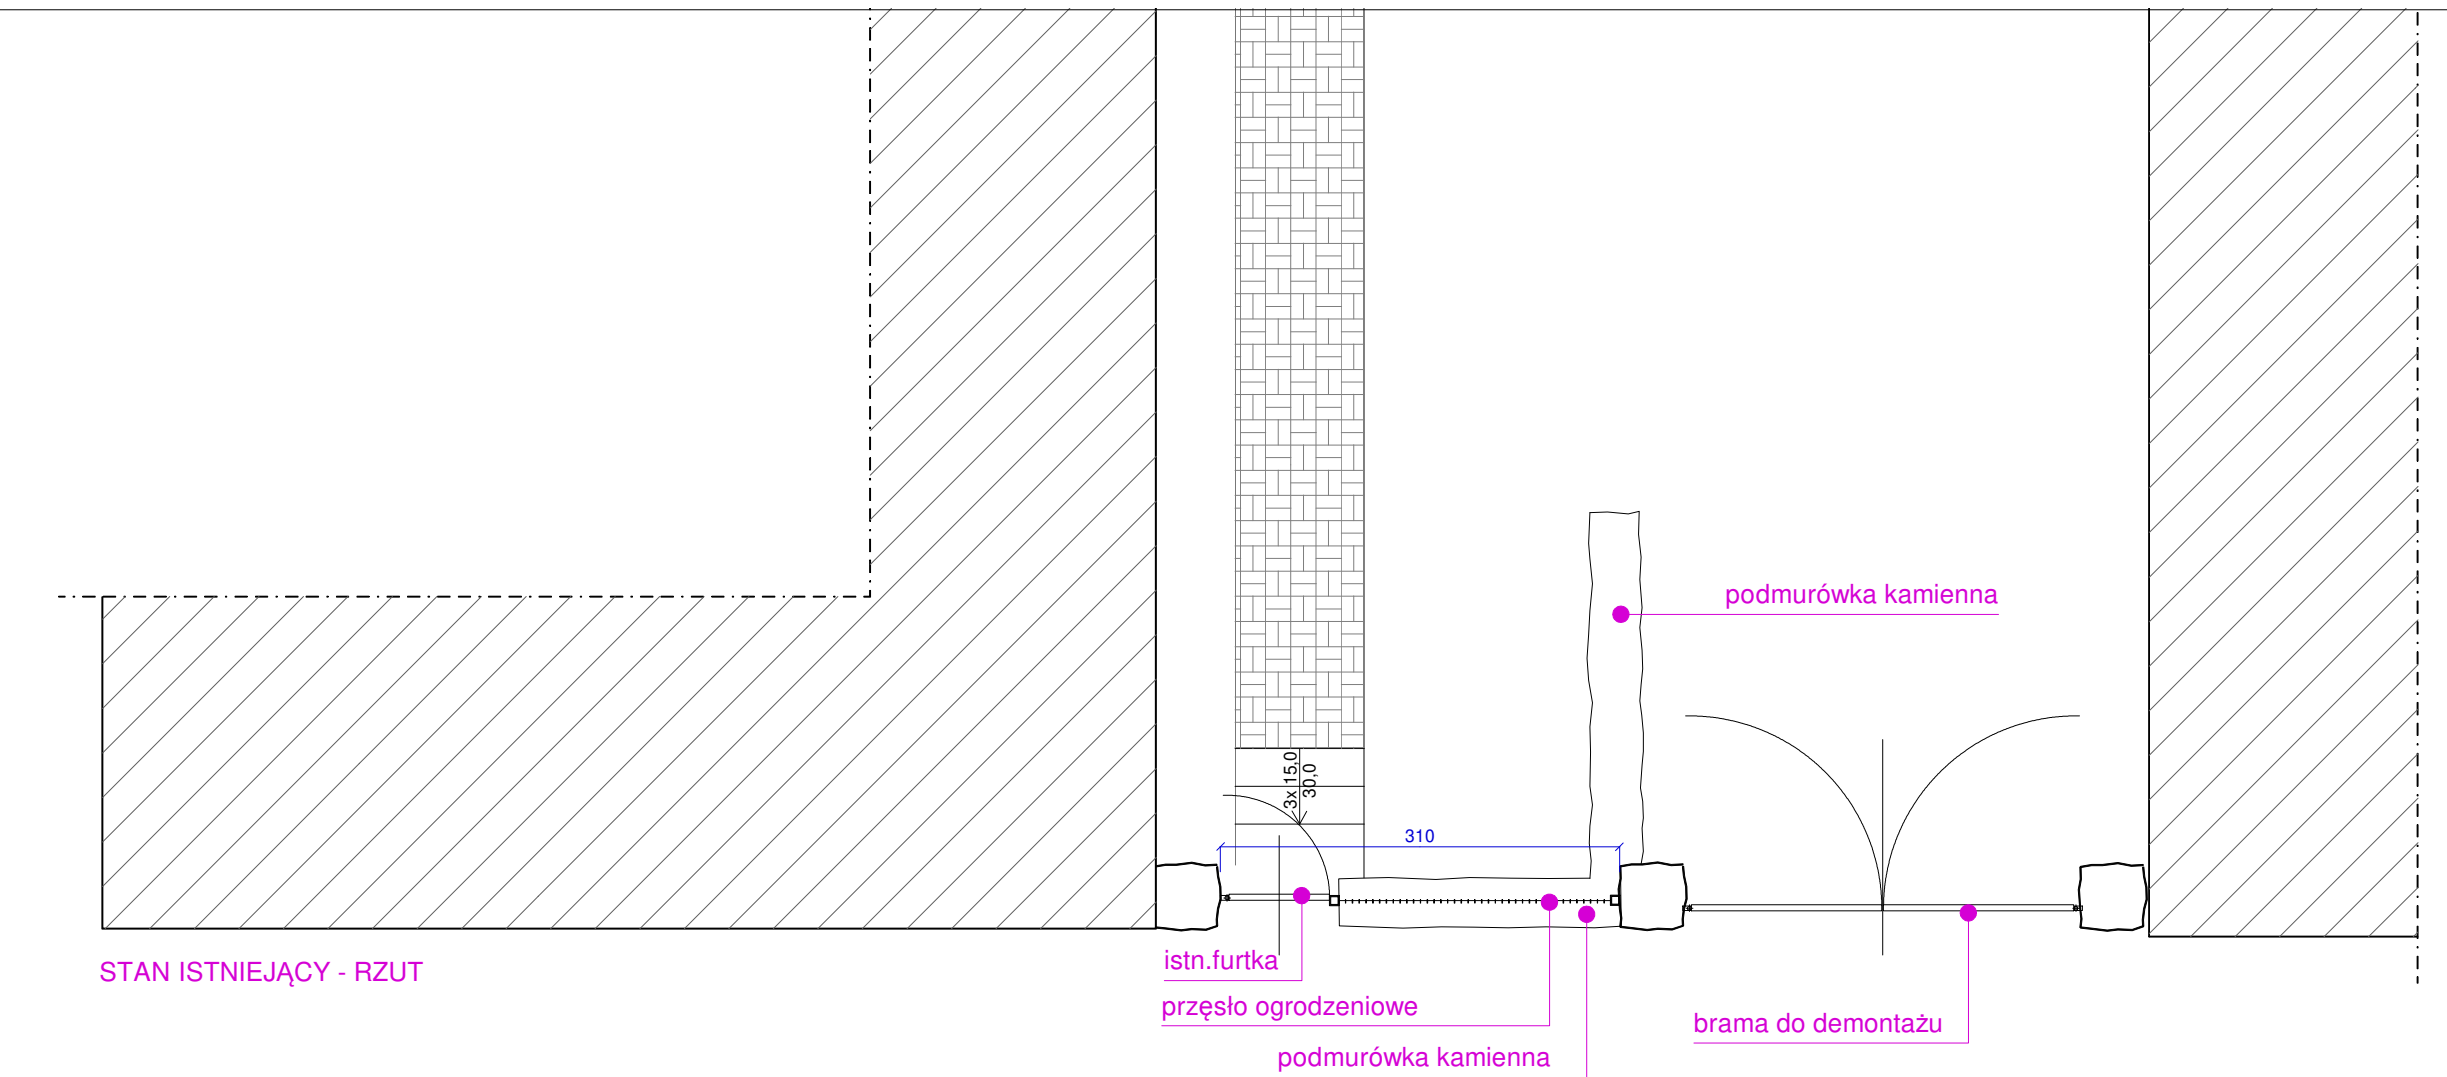 podmurówka kamienna
3x 15,0
30,0
310
STAN ISTNIEJĄCY - RZUT
istn.furtka
przęsło ogrodzeniowe
brama do demontażu
podmurówka kamienna